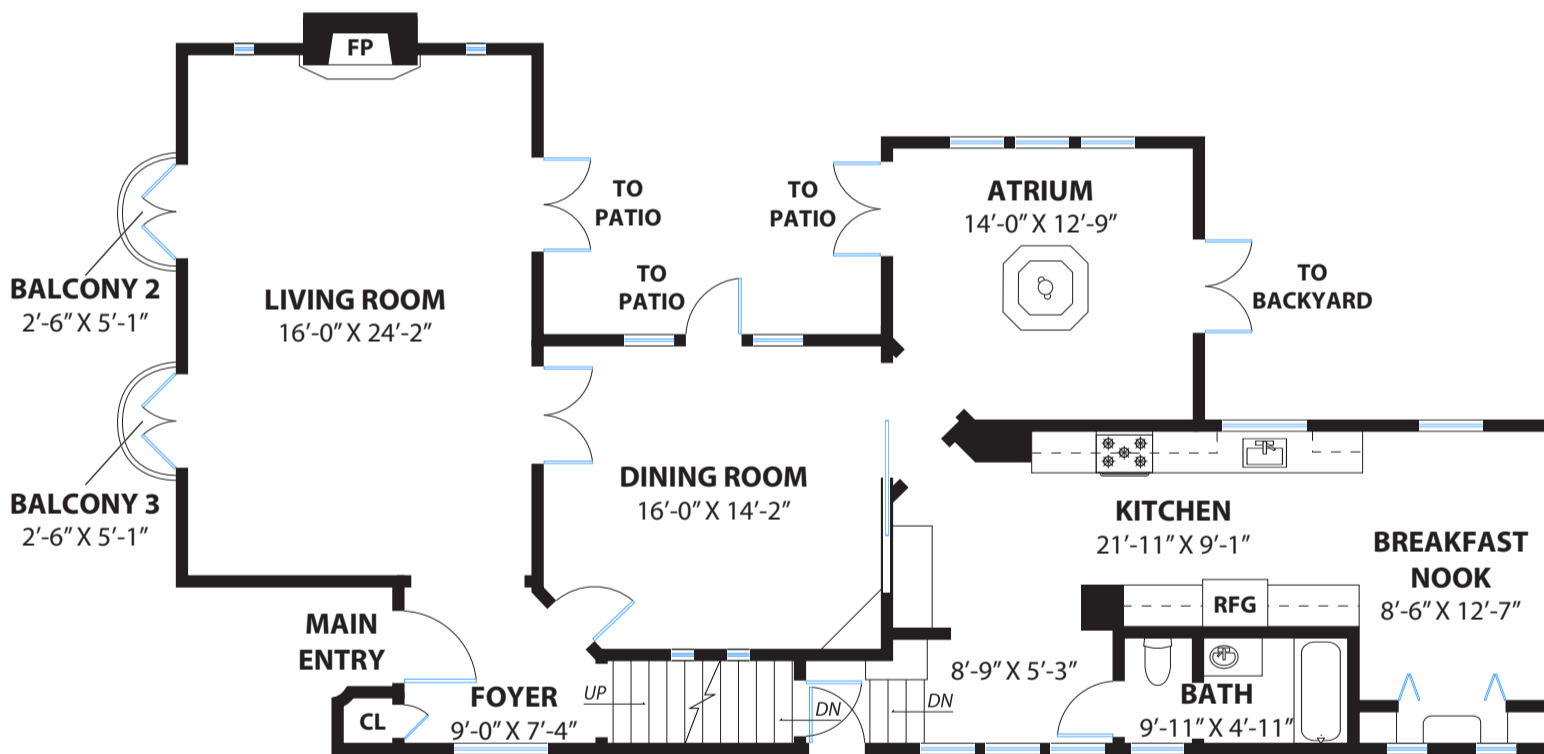 FP
TO
PATIO
TO
PATIO
ATRIUM
14’-0” X 12’-9”
TO
PATIO
TO
BACKYARD
BALCONY 2
2’-6” X 5’-1”
LIVING ROOM
16’-0” X 24’-2”
BALCONY 3
2’-6” X 5’-1”
DINING ROOM
16’-0” X 14’-2”
KITCHEN
21’-11” X 9’-1”
BREAKFAST
NOOK
8’-6” X 12’-7”
RFG
MAIN
ENTRY
8’-9” X 5’-3”
FOYER
9’-0” X 7’-4”
UP
DN
DN
BATH
9’-11” X 4’-11”
CL